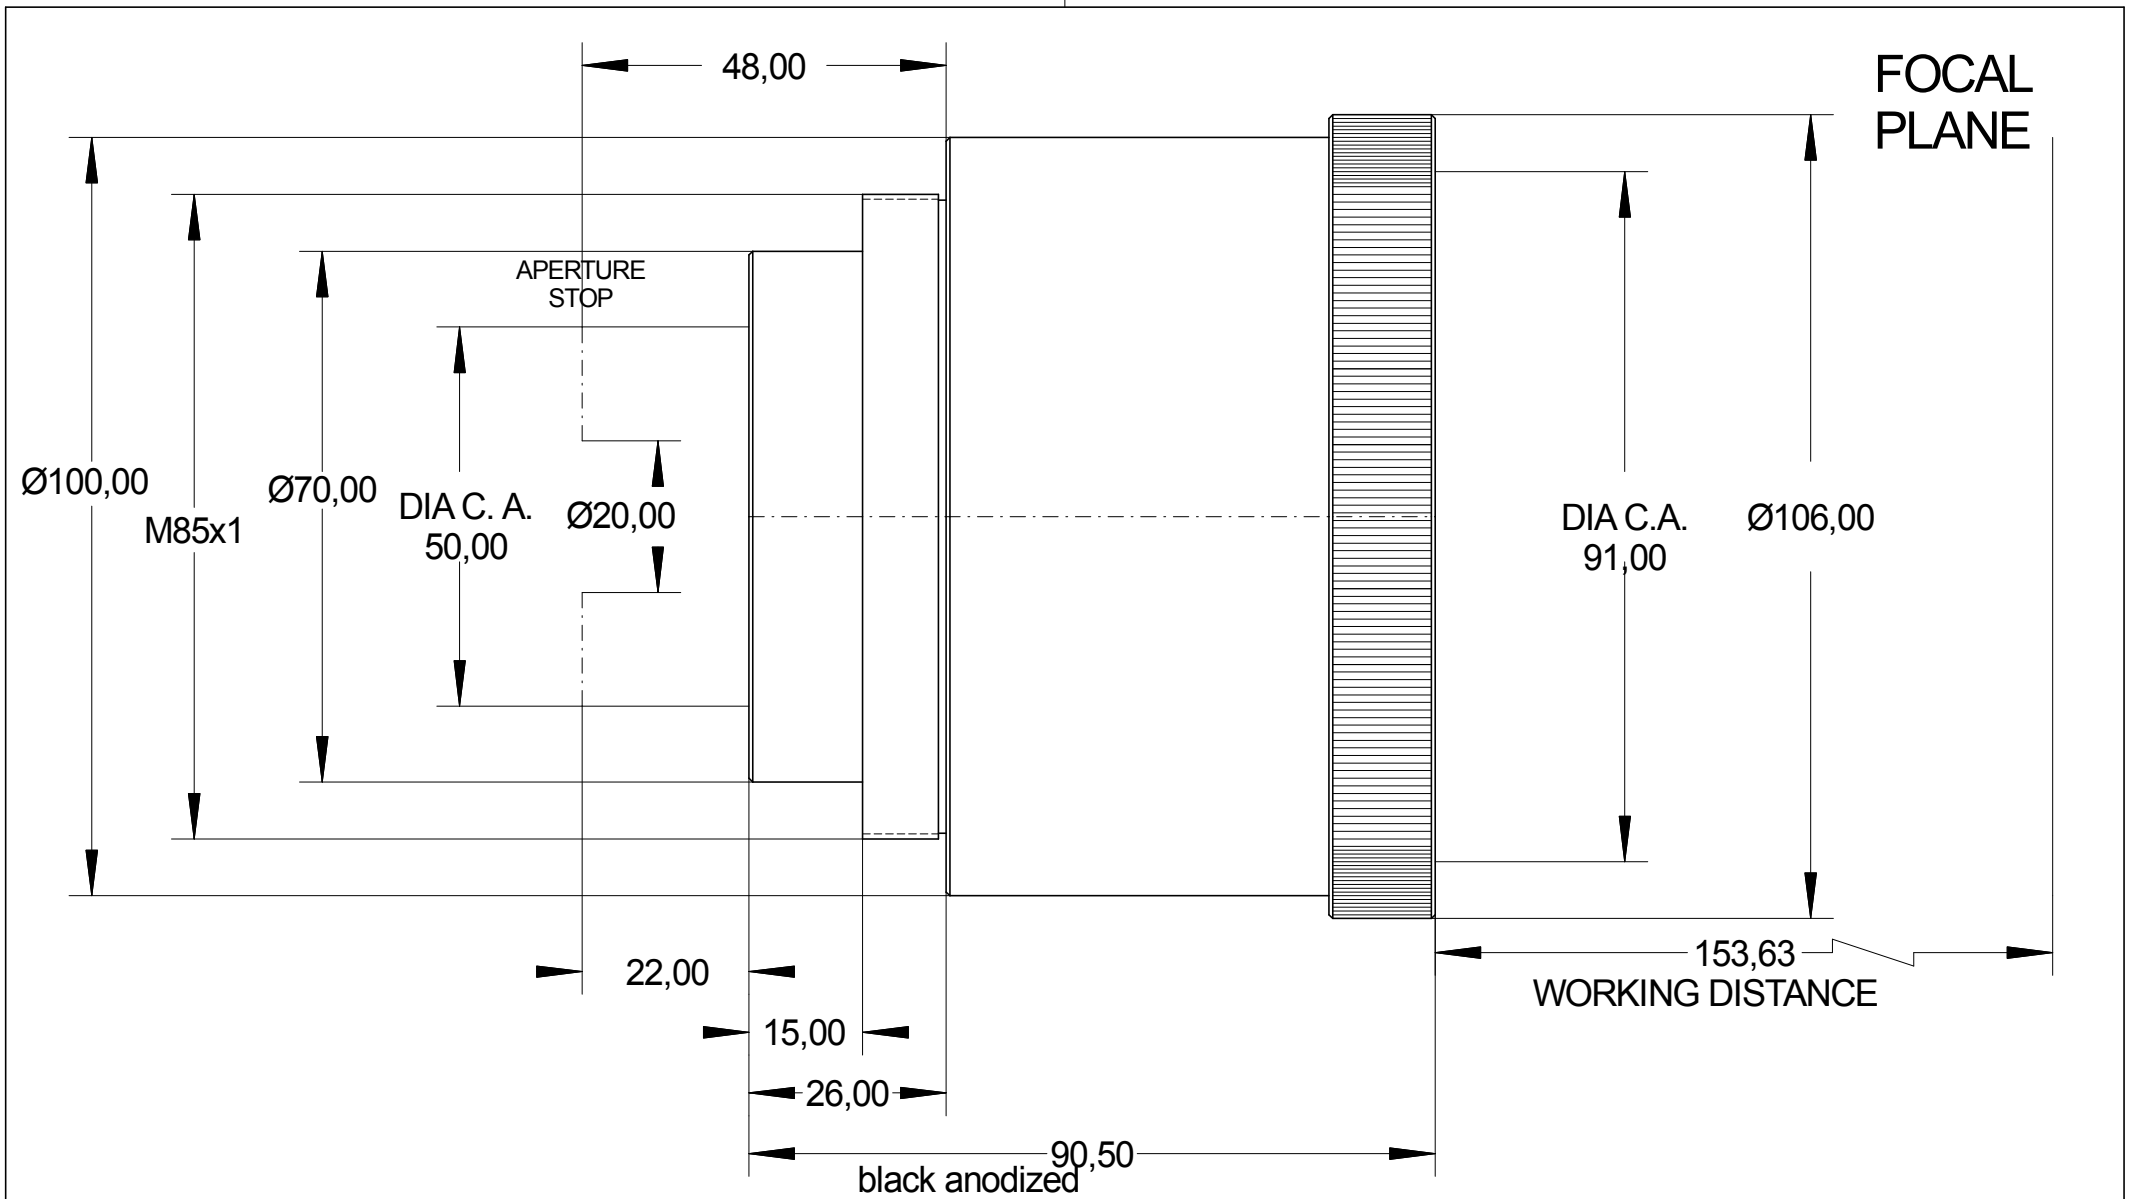 48,00
FOCAL
PLANE
APERTURE
STOP
Ø100,00
M85x1
Ø70,00
DIA C. A.
50,00
Ø20,00
DIA C.A.
91,00
Ø106,00
22,00
153,63
WORKING DISTANCE
15,00
26,00
90,50
black anodized